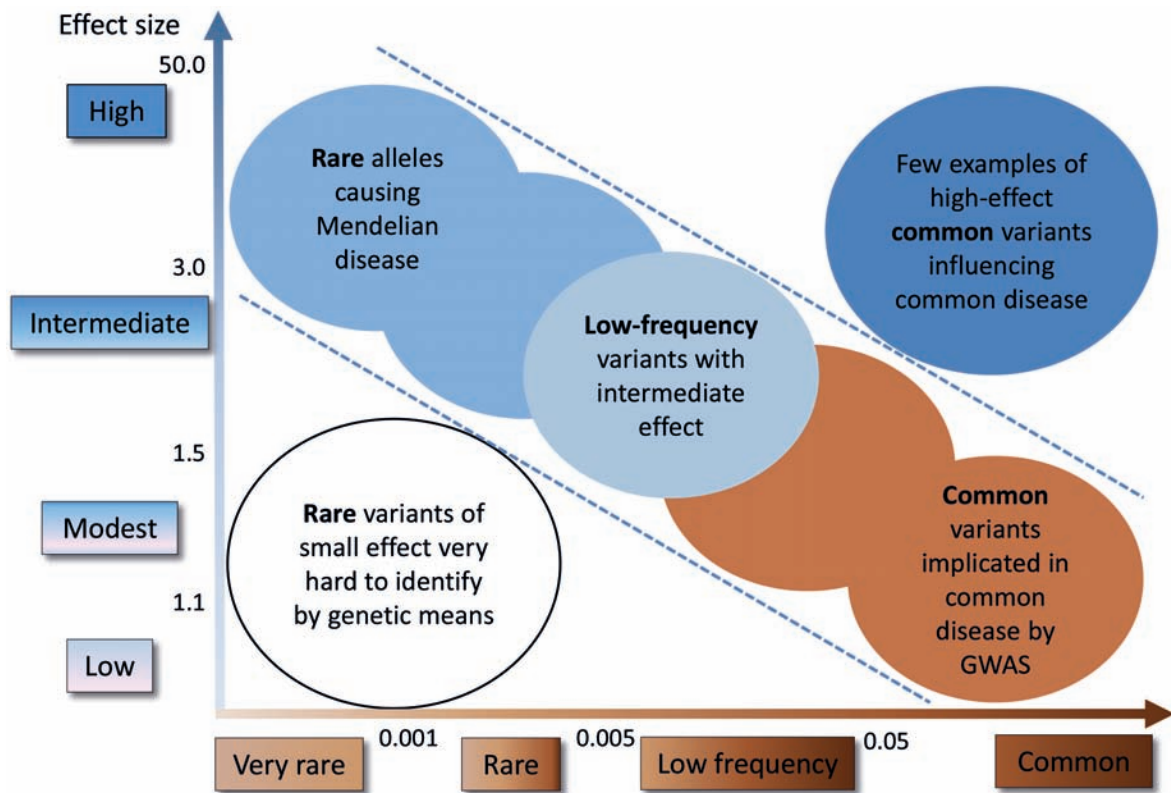 Effect size
50.0
High
3.0
Intermediate
1.5
Modest
1.1
Low
Rare alleles
causing
Mendelian
disease
Few examples of
high-effect
common variants
influencing
common disease
Low-frequency
variants with
intermediate
effect
Rare variants of
small effect very
hard to identify
by genetic means
Common
variants
implicated in
common
disease by
GWAS
0.001
0.005
0.05
Very rare
Rare
Low frequency
Common